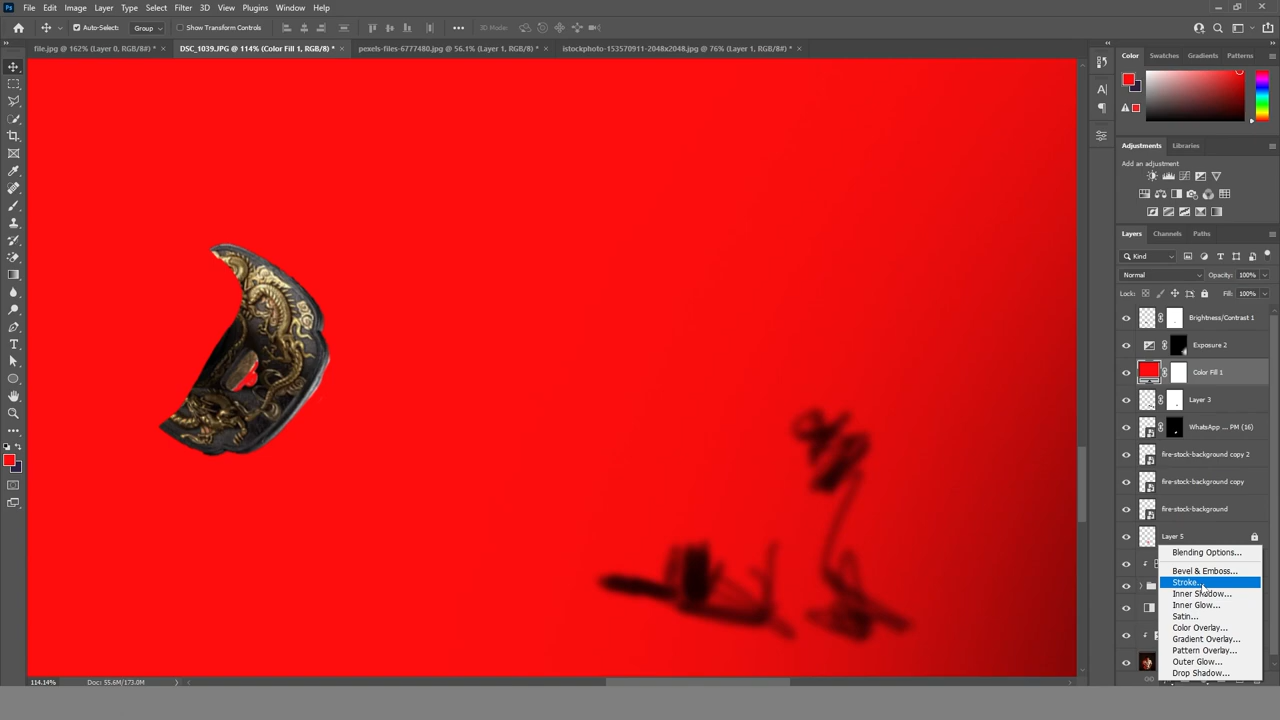 Ps File Edit Image Layer Type Select Filter 3D View Plugins Window Help
Auto-Select: Group Show Transform Controls 3D Mode:
file.jpg @ 162% (Layer 0, RGB/8#) * × DSC_1039.JPG @ 114% (Color Fill 1, RGB/8) * × pexels-files-6777480.jpg @ 56.1% (Layer 1, RGB/8#) * × istockphoto-153570911-2048x2048.jpg @ 76% (Layer 1, RGB/8#) * ×
Color Swatches Gradients Patterns
Adjustments Libraries
Add an adjustment
Layers Channels Paths
Kind
Normal Opacity: 100%
Lock: Fill: 100%
Brightness/Contrast 1
Exposure 2
Color Fill 1
Layer 3
WhatsApp ... PM (16)
fire-stock-background copy 2
fire-stock-background copy
fire-stock-background
Layer 5
Blending Options...
Bevel & Emboss...
Stroke...
Inner Shadow...
Inner Glow...
Satin...
Color Overlay...
Gradient Overlay...
Pattern Overlay...
Outer Glow...
Drop Shadow...
114.14% Doc: 55.6M/173.0M